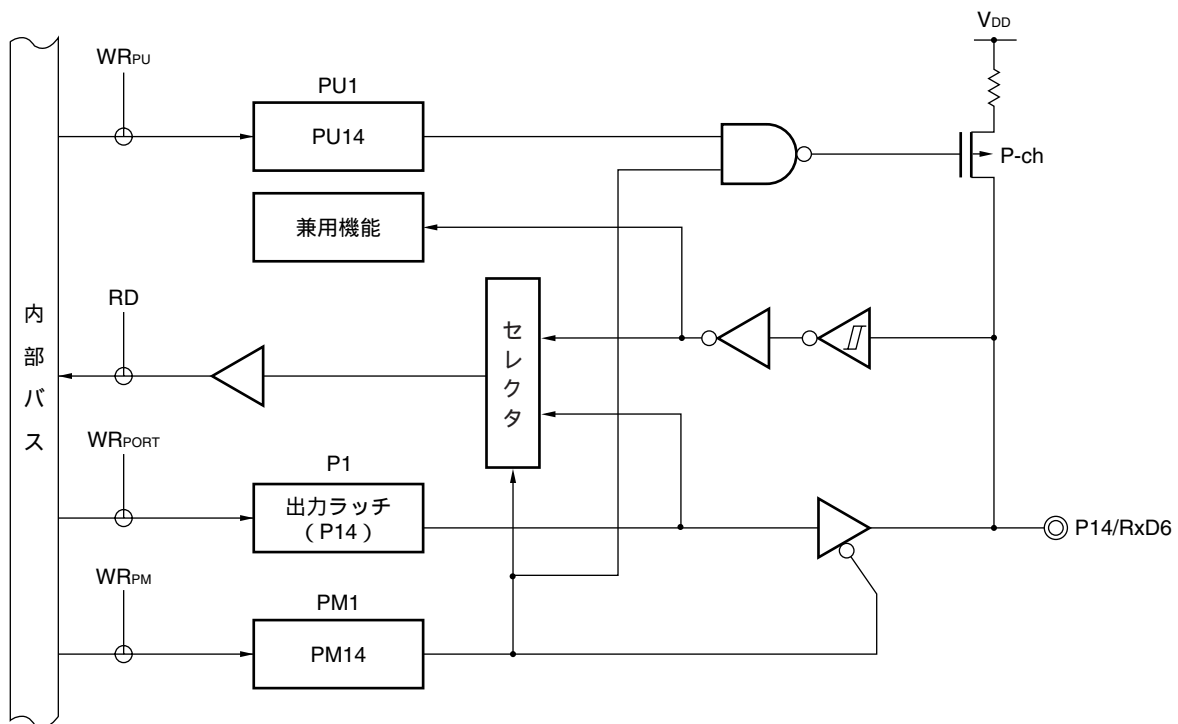 VDD
WRPU
PU1
PU14
P-ch
兼用機能
RD
セレクタ
内部バス
WRPORT
P1
出力ラッチ
(P14)
P14/RxD6
WRPM
PM1
PM14